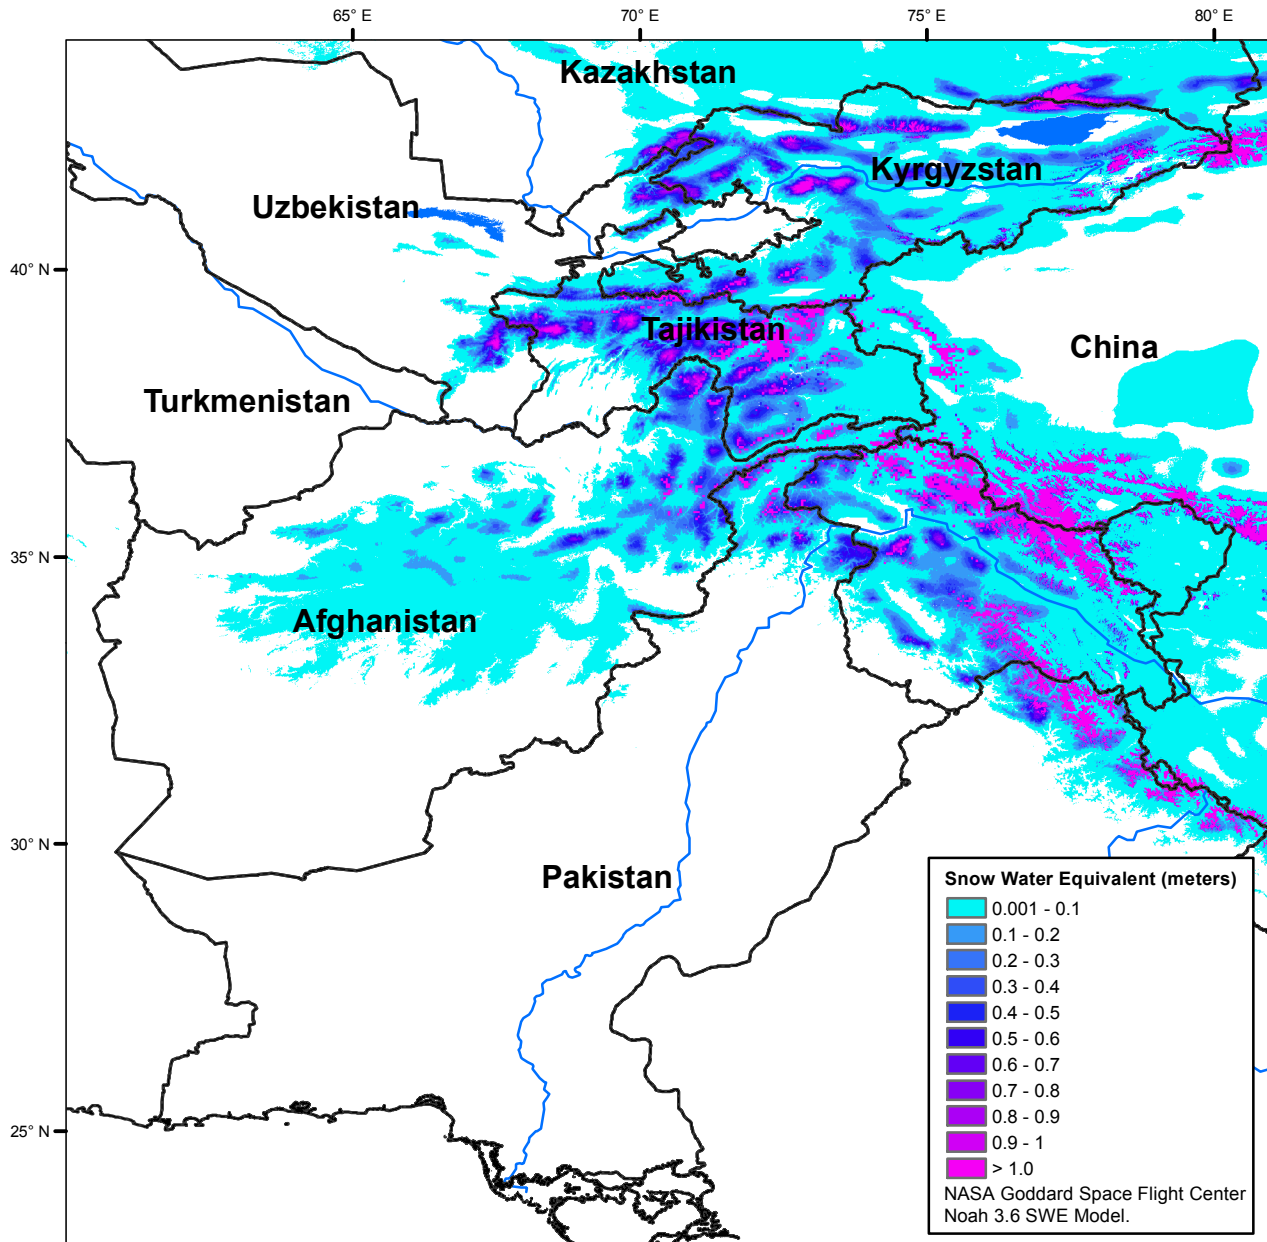 65° E
70° E
75° E
80° E
Kazakhstan
Kyrgyzstan
Uzbekistan
40° N
Tajikistan
China
Turkmenistan
35° N
Afghanistan
30° N
Pakistan
25° N
Snow Water Equivalent (meters)
0.001 - 0.1
0.1 - 0.2
0.2 - 0.3
0.3 - 0.4
0.4 - 0.5
0.5 - 0.6
0.6 - 0.7
0.7 - 0.8
0.8 - 0.9
0.9 - 1
> 1.0
NASA Goddard Space Flight Center
Noah 3.6 SWE Model.